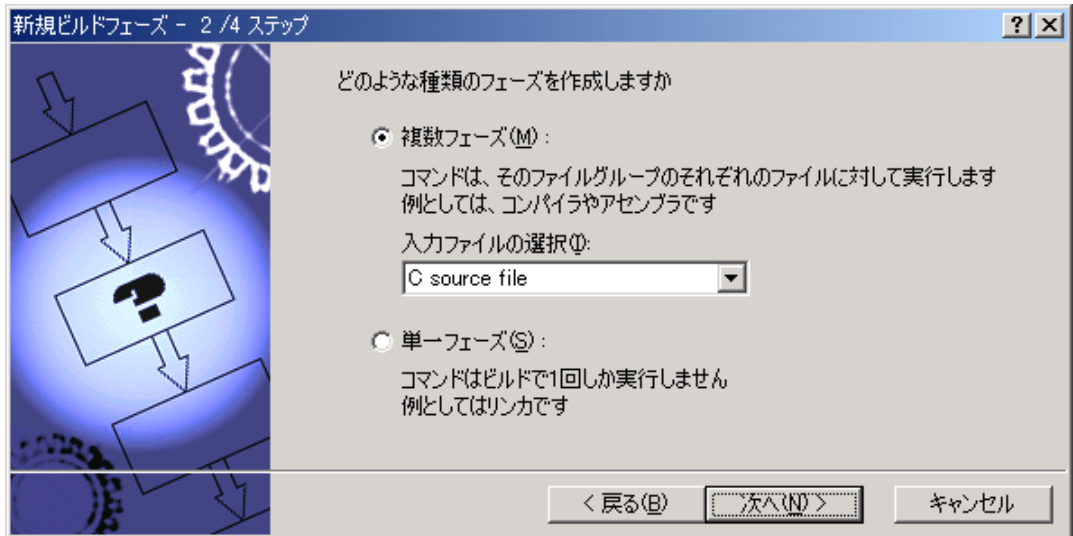 新規ビルドフェーズ - 2 /4 ステップ
どのような種類のフェーズを作成しますか
複数フェーズ(M) :
コマンドは、そのファイルグループのそれぞれのファイルに対して実行します
例としては、コンパイラやアセンブラです
入力ファイルの選択(I):
C source file
単一フェーズ(S) :
コマンドはビルドで1回しか実行しません
例としてはリンカです
< 戻る(B)
次へ(N) >
キャンセル